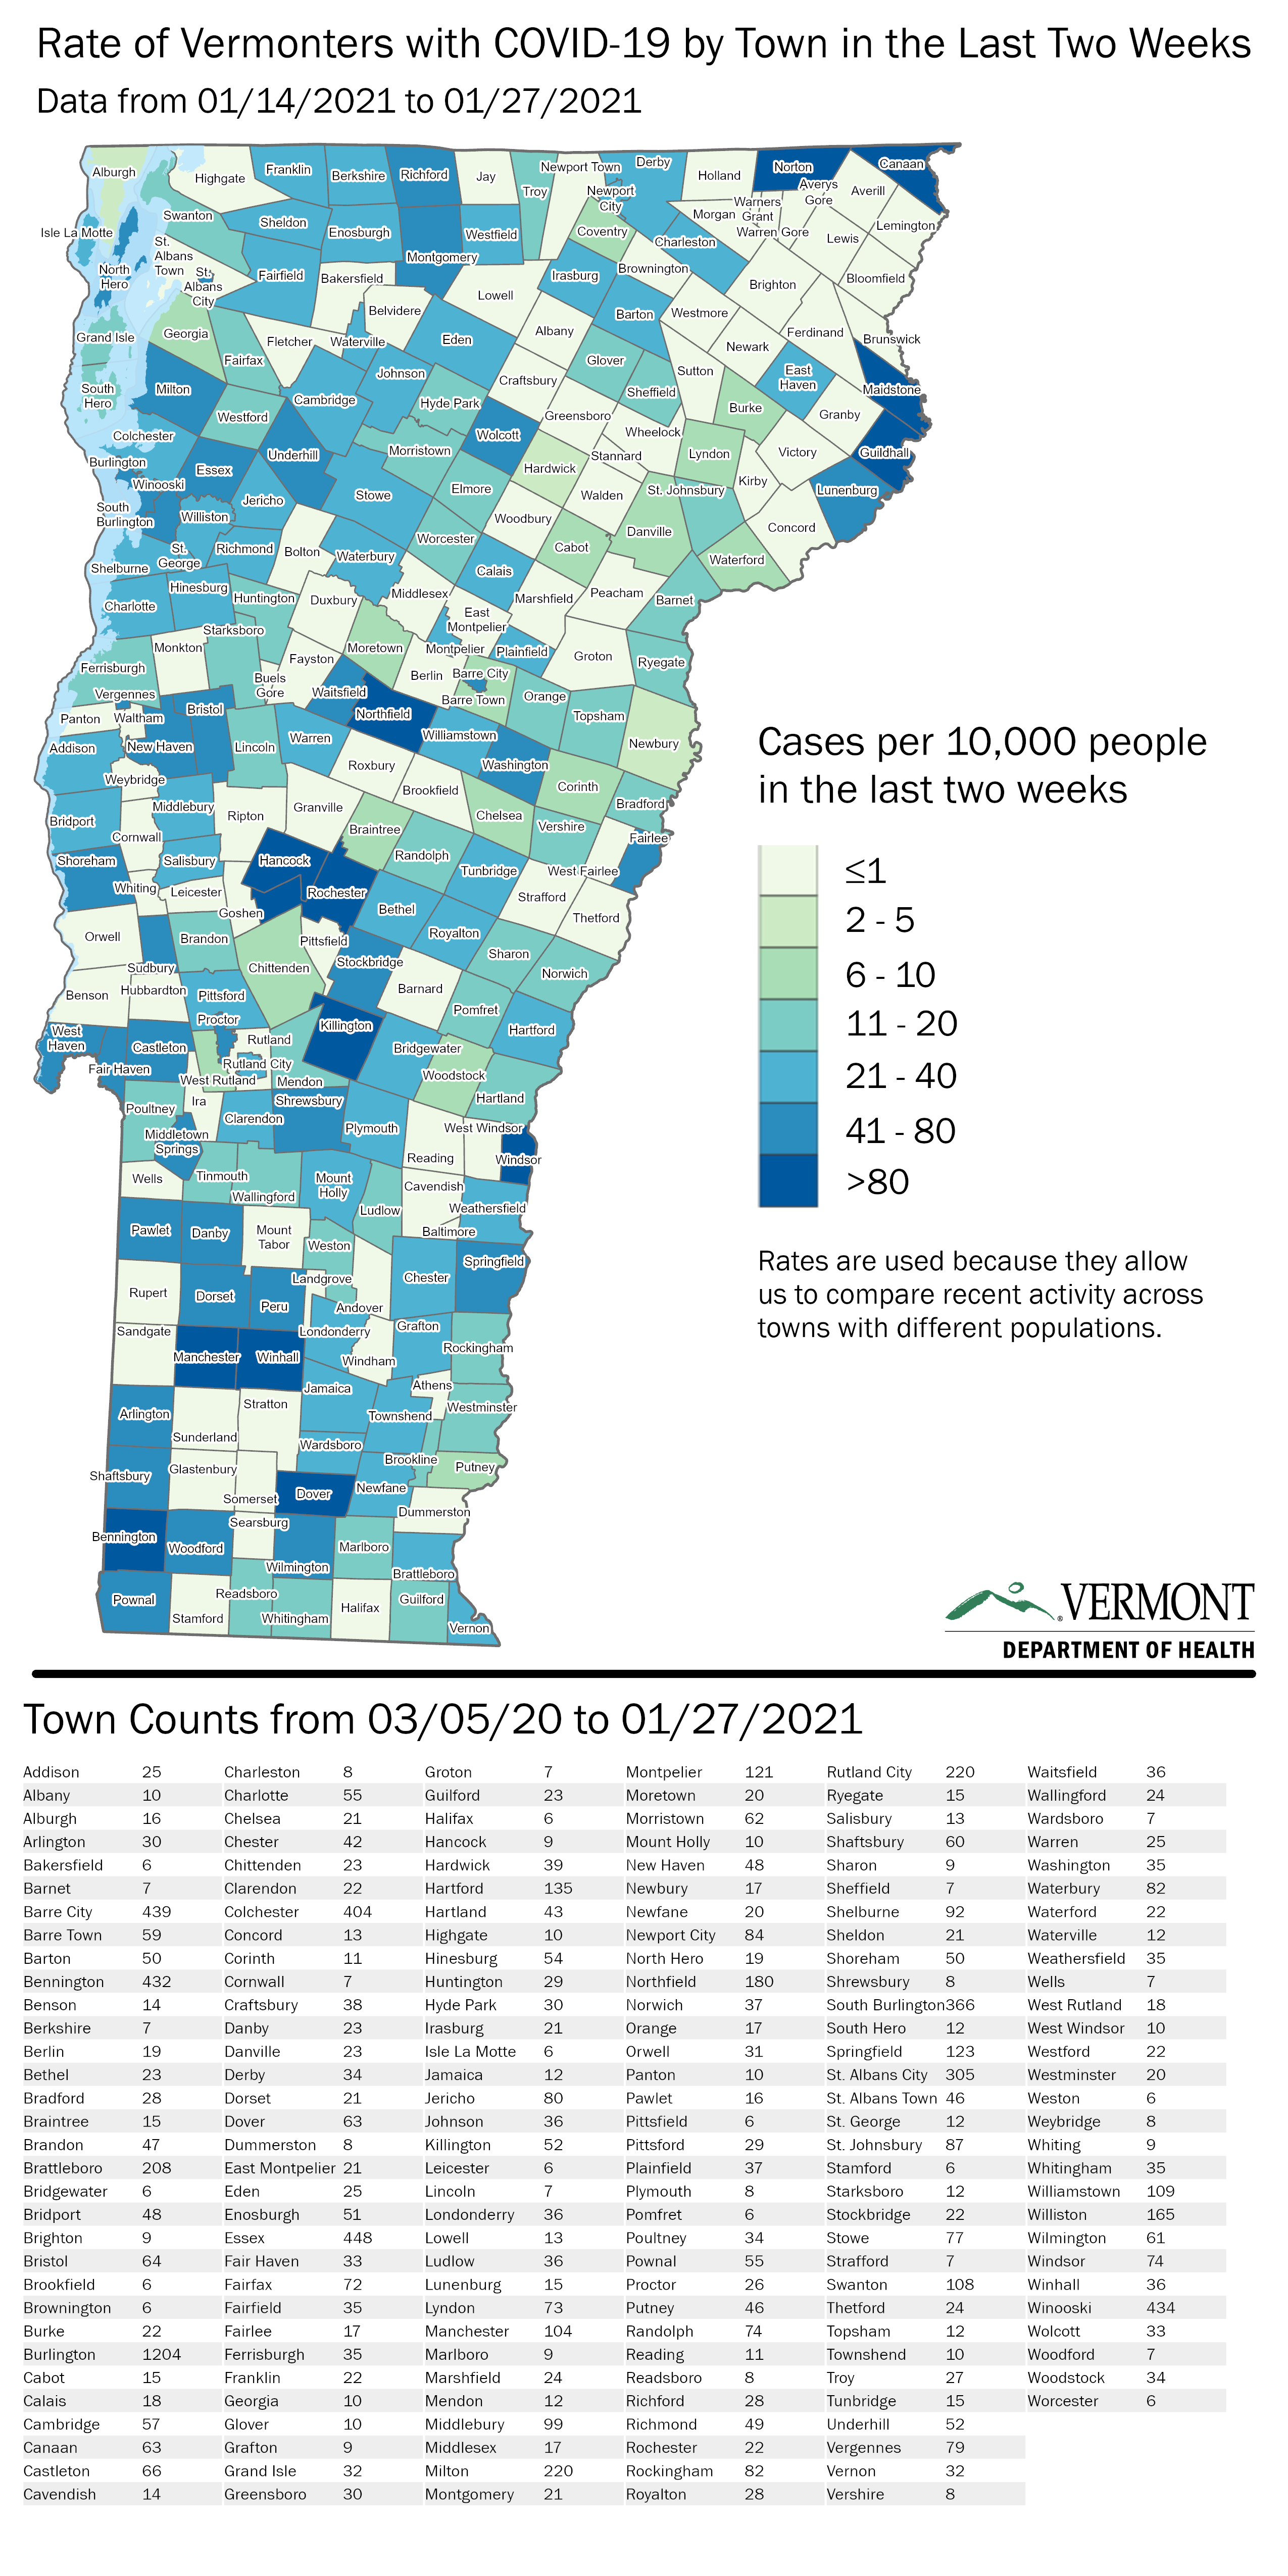 Rate of Vermonters with COVID-19 by Town in the Last Two Weeks
Data from 01/14/2021 to 01/27/2021
Alburgh
Highgate
Franklin
Berkshire
Richford
Jay
Troy
Newport Town
Derby
Holland
Norton
Canaan
Averys
Gore
Averill
Newport
City
Morgan
Warners
Grant
Warren Gore
Lewis
Lemington
Isle La Motte
Swanton
Sheldon
Enosburgh
Westfield
Coventry
Charleston
Montgomery
St.
Albans
Town
North
Hero
St.
Albans
City
Fairfield
Bakersfield
Lowell
Irasburg
Brownington
Brighton
Bloomfield
Belvidere
Barton
Westmore
Ferdinand
Brunswick
Grand Isle
Georgia
Fairfax
Fletcher
Waterville
Eden
Albany
Newark
Glover
Sutton
East
Haven
Maidstone
South
Hero
Milton
Johnson
Craftsbury
Sheffield
Cambridge
Hyde Park
Westford
Greensboro
Burke
Granby
Colchester
Wolcott
Wheelock
Stannard
Lyndon
Victory
Guildhall
Burlington
Essex
Underhill
Morristown
Hardwick
Winooski
Jericho
Stowe
Elmore
Walden
St. Johnsbury
Kirby
Lunenburg
South
Burlington
Williston
Woodbury
Danville
Concord
St.
George
Richmond
Bolton
Waterbury
Worcester
Cabot
Waterford
Shelburne
Hinesburg
Calais
Charlotte
Huntington
Duxbury
Middlesex
Marshfield
Peacham
Barnet
Starksboro
East
Montpelier
Monkton
Moretown
Montpelier
Plainfield
Groton
Ryegate
Ferrisburgh
Fayston
Buels
Gore
Berlin
Barre City
Vergennes
Waitsfield
Barre Town
Orange
Topsham
Panton
Waltham
Bristol
Northfield
Addison
New Haven
Lincoln
Warren
Williamstown
Newbury
Weybridge
Roxbury
Washington
Corinth
Bridport
Middlebury
Ripton
Granville
Brookfield
Bradford
Cornwall
Braintree
Chelsea
Vershire
Fairlee
Shoreham
Salisbury
Hancock
Randolph
Tunbridge
West Fairlee
Whiting
Leicester
Rochester
Bethel
Strafford
Goshen
Thetford
Orwell
Brandon
Pittsfield
Royalton
Sharon
Sudbury
Chittenden
Stockbridge
Norwich
Benson
Hubbardton
Pittsford
Barnard
Pomfret
Proctor
Killington
Hartford
West
Haven
Castleton
Rutland
Bridgewater
Fair Haven
Rutland City
West Rutland
Mendon
Woodstock
Hartland
Poultney
Ira
Shrewsbury
Clarendon
Plymouth
West Windsor
Middletown
Springs
Reading
Windsor
Wells
Tinmouth
Wallingford
Mount
Holly
Cavendish
Ludlow
Weathersfield
Pawlet
Danby
Mount
Tabor
Weston
Baltimore
Springfield
Rupert
Dorset
Peru
Landgrove
Andover
Chester
Sandgate
Londonderry
Grafton
Manchester
Winhall
Windham
Rockingham
Jamaica
Athens
Arlington
Stratton
Townshend
Westminster
Sunderland
Wardsboro
Shaftsbury
Glastenbury
Brookline
Putney
Somerset
Dover
Newfane
Searsburg
Dummerston
Bennington
Woodford
Marlboro
Wilmington
Brattleboro
Pownal
Readsboro
Stamford
Whitingham
Halifax
Guilford
Vernon
Cases per 10,000 people
in the last two weeks
≤1
2 - 5
6 - 10
11 - 20
21 - 40
41 - 80
>80
Rates are used because they allow
us to compare recent activity across
towns with different populations.
VERMONT
DEPARTMENT OF HEALTH
Town Counts from 03/05/20 to 01/27/2021
Addison 25 Charleston 8 Groton 7 Montpelier 121 Rutland City 220 Waitsfield 36
Albany 10 Charlotte 55 Guilford 23 Moretown 20 Ryegate 15 Wallingford 24
Alburgh 16 Chelsea 21 Halifax 6 Morristown 62 Salisbury 13 Wardsboro 7
Arlington 30 Chester 42 Hancock 9 Mount Holly 10 Shaftsbury 60 Warren 25
Bakersfield 6 Chittenden 23 Hardwick 39 New Haven 48 Sharon 9 Washington 35
Barnet 7 Clarendon 22 Hartford 135 Newbury 17 Sheffield 7 Waterbury 82
Barre City 439 Colchester 404 Hartland 43 Newfane 20 Shelburne 92 Waterford 22
Barre Town 59 Concord 13 Highgate 10 Newport City 84 Sheldon 21 Waterville 12
Barton 50 Corinth 11 Hinesburg 54 North Hero 19 Shoreham 50 Weathersfield 35
Bennington 432 Cornwall 7 Huntington 29 Northfield 180 Shrewsbury 8 Wells 7
Benson 14 Craftsbury 38 Hyde Park 30 Norwich 37 South Burlington 366 West Rutland 18
Berkshire 7 Danby 23 Irasburg 21 Orange 17 South Hero 12 West Windsor 10
Berlin 19 Danville 23 Isle La Motte 6 Orwell 31 Springfield 123 Westford 22
Bethel 23 Derby 34 Jamaica 12 Panton 10 St. Albans City 305 Westminster 20
Bradford 28 Dorset 21 Jericho 80 Pawlet 16 St. Albans Town 46 Weston 6
Braintree 15 Dover 63 Johnson 36 Pittsfield 6 St. George 12 Weybridge 8
Brandon 47 Dummerston 8 Killington 52 Pittsford 29 St. Johnsbury 87 Whiting 9
Brattleboro 208 East Montpelier 21 Leicester 6 Plainfield 37 Stamford 6 Whitingham 35
Bridgewater 6 Eden 25 Lincoln 7 Plymouth 8 Starksboro 12 Williamstown 109
Bridport 48 Enosburgh 51 Londonderry 36 Pomfret 6 Stockbridge 22 Williston 165
Brighton 9 Essex 448 Lowell 13 Poultney 34 Stowe 77 Wilmington 61
Bristol 64 Fair Haven 33 Ludlow 36 Pownal 55 Strafford 7 Windsor 74
Brookfield 6 Fairfax 72 Lunenburg 15 Proctor 26 Swanton 108 Winhall 36
Brownington 6 Fairfield 35 Lyndon 73 Putney 46 Thetford 24 Winooski 434
Burke 22 Fairlee 17 Manchester 104 Randolph 74 Topsham 12 Wolcott 33
Burlington 1204 Ferrisburgh 35 Marlboro 9 Reading 11 Townshend 10 Woodford 7
Cabot 15 Franklin 22 Marshfield 24 Readsboro 8 Troy 27 Woodstock 34
Calais 18 Georgia 10 Mendon 12 Richford 28 Tunbridge 15 Worcester 6
Cambridge 57 Glover 10 Middlebury 99 Richmond 49 Underhill 52
Canaan 63 Grafton 9 Middlesex 17 Rochester 22 Vergennes 79
Castleton 66 Grand Isle 32 Milton 220 Rockingham 82 Vernon 32
Cavendish 14 Greensboro 30 Montgomery 21 Royalton 28 Vershire 8